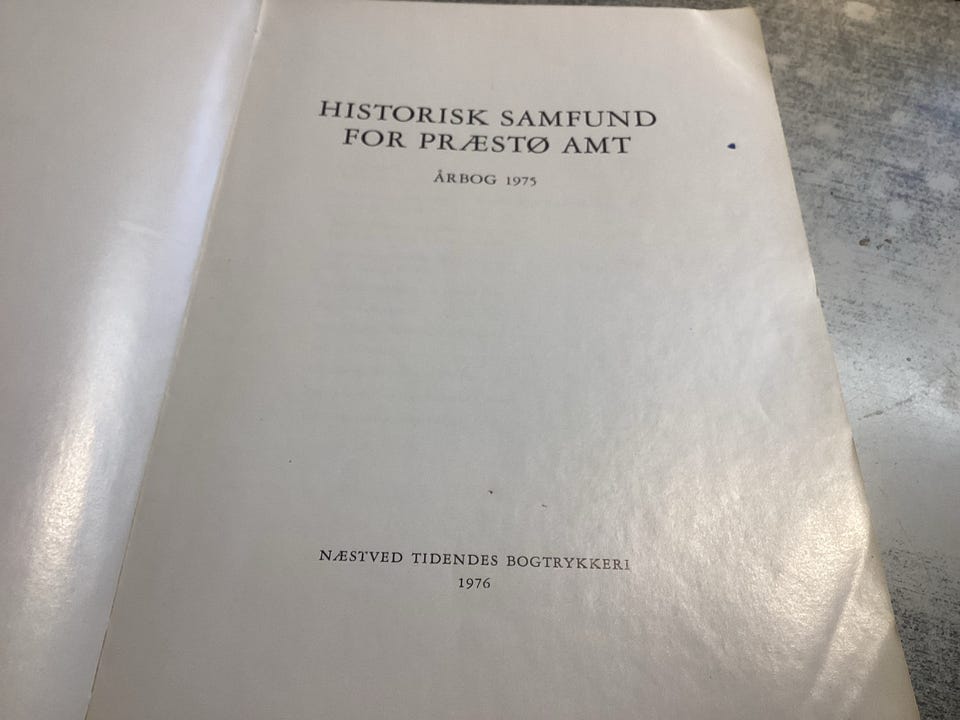 HISTORISK SAMFUND
FOR PRÆSTØ AMT
ÅRBOG 1975
NÆSTVED TIDENDES BOGTRYKKERI
1976